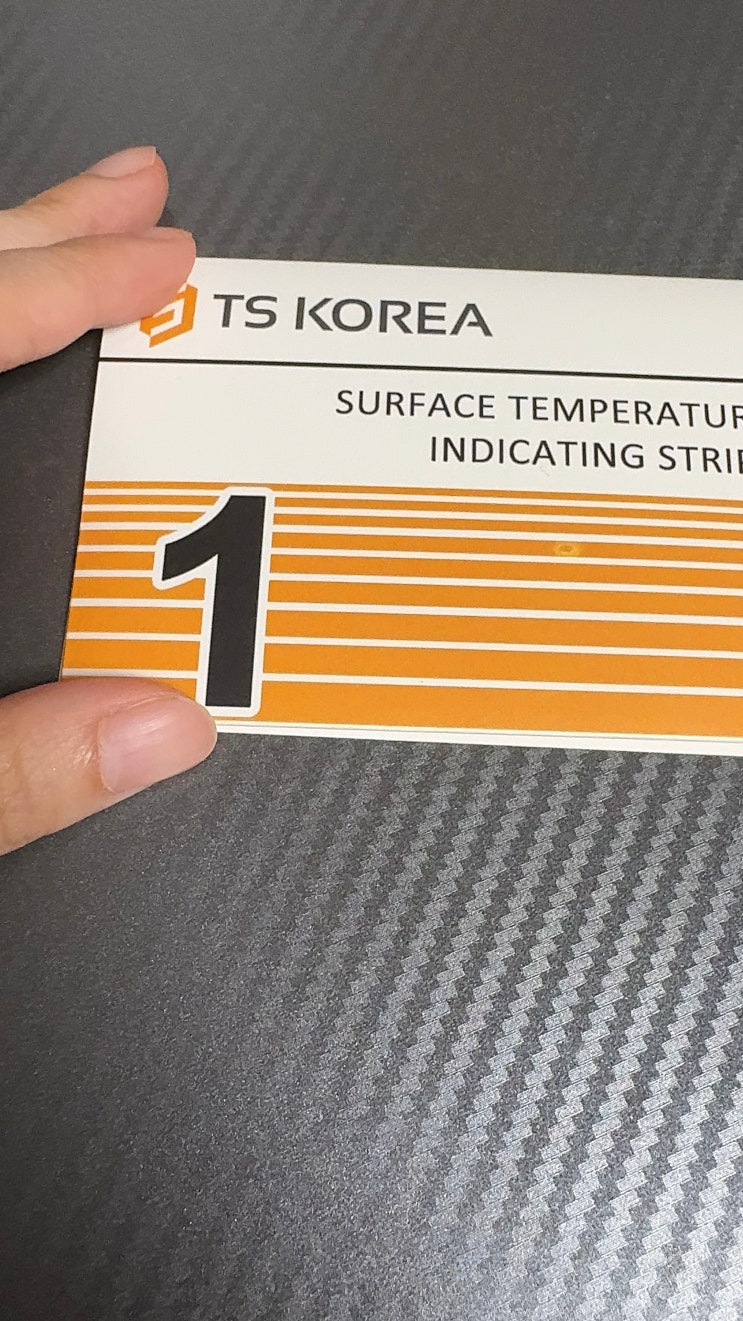 TS KOREA
SURFACE TEMPERATUR
INDICATING STRI
1